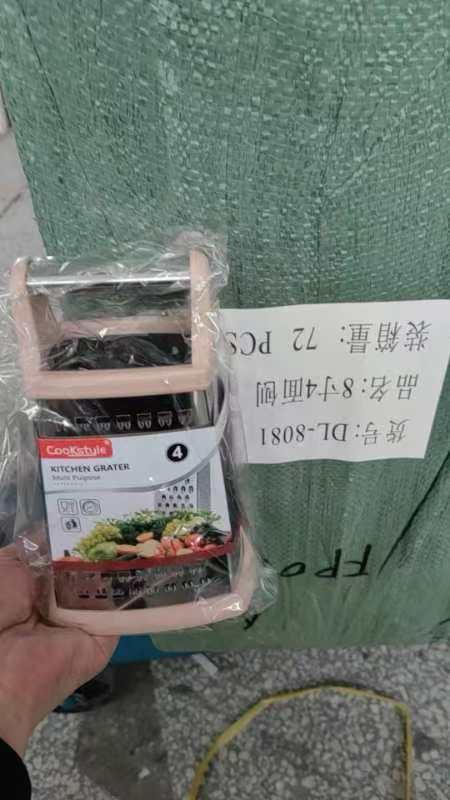 CooKstyle
KITCHEN GRATER
Multi Purpose
4
货号:DL-8081
品名:8寸4面刨
装箱量:72 PCS
FPO